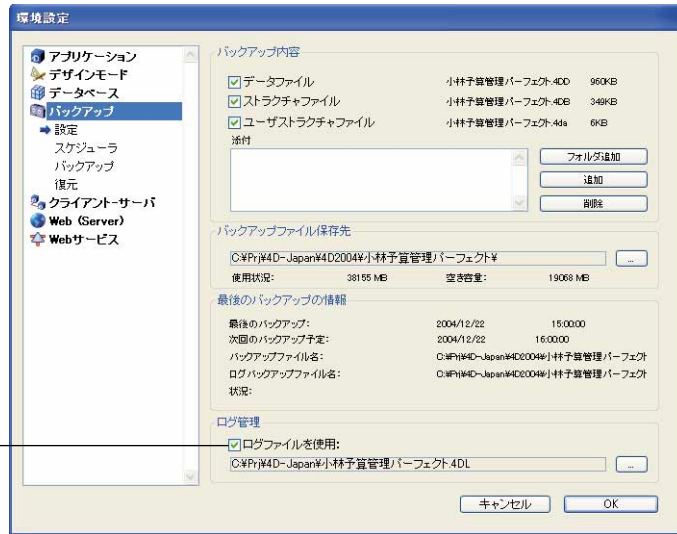 環境設定
アプリケーション
デザインモード
データベース
バックアップ
設定
スケジューラ
バックアップ
復元
クライアント-サーバ
Web (Server)
Webサービス
バックアップ内容
データファイル 小林予算管理パーフェクト.4DD 960KB
ストラクチャファイル 小林予算管理パーフェクト.4DB 349KB
ユーザストラクチャファイル 小林予算管理パーフェクト.4da 6KB
添付
フォルダ追加
追加
削除
バックアップファイル保存先
C:¥Prj¥4D-Japan¥4D2004¥小林予算管理パーフェクト¥
...
使用状況: 38155 MB 空き容量: 19068 MB
最後のバックアップの情報
最後のバックアップ: 2004/12/22 15:00:00
次回のバックアップ予定: 2004/12/22 16:00:00
バックアップファイル名: C:¥Prj¥4D-Japan¥4D2004¥小林予算管理パーフェクト
ログバックアップファイル名: C:¥Prj¥4D-Japan¥4D2004¥小林予算管理パーフェクト
状況:
ログ管理
ログファイルを使用:
C:¥Prj¥4D-Japan¥小林予算管理パーフェクト.4DL
...
キャンセル OK